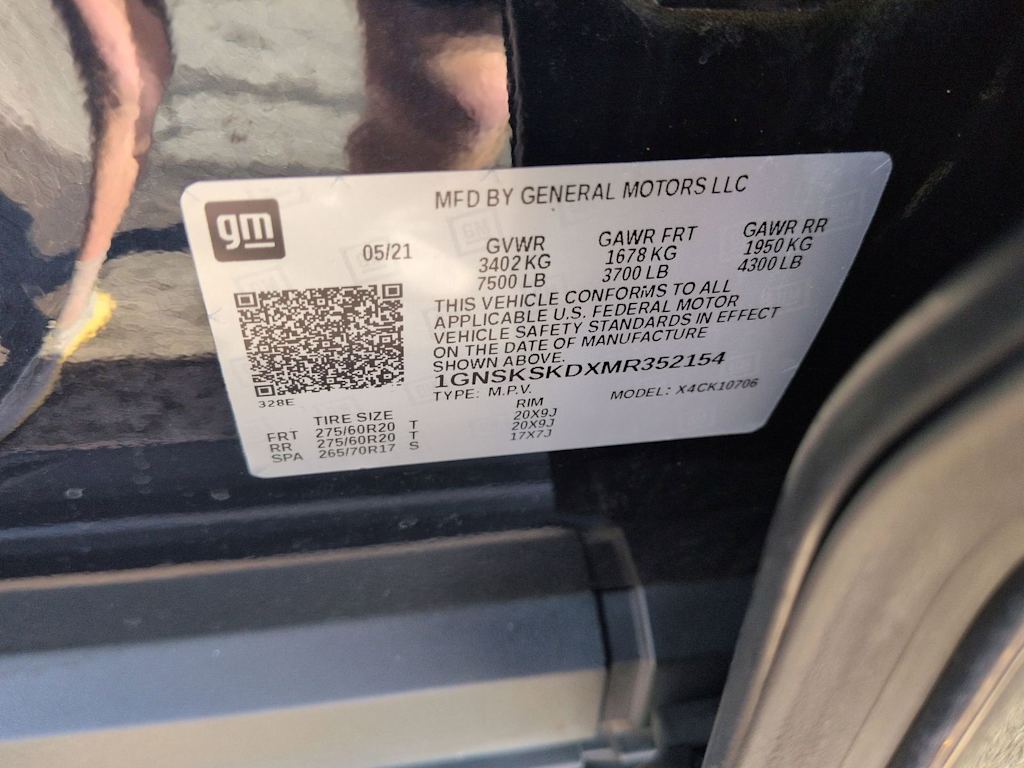 MFD BY GENERAL MOTORS LLC
gm
05/21
GVWR
3402 KG
7500 LB
GAWR FRT
1678 KG
3700 LB
GAWR RR
1950 KG
4300 LB
THIS VEHICLE CONFORMS TO ALL
APPLICABLE U.S. FEDERAL MOTOR
VEHICLE SAFETY STANDARDS IN EFFECT
ON THE DATE OF MANUFACTURE
SHOWN ABOVE.
1GNSKSKDXMR352154
TYPE: M.P.V. MODEL: X4CK10706
328E
TIRE SIZE RIM
FRT 275/60R20 T 20X9J
RR 275/60R20 T 20X9J
SPA 265/70R17 S 17X7J